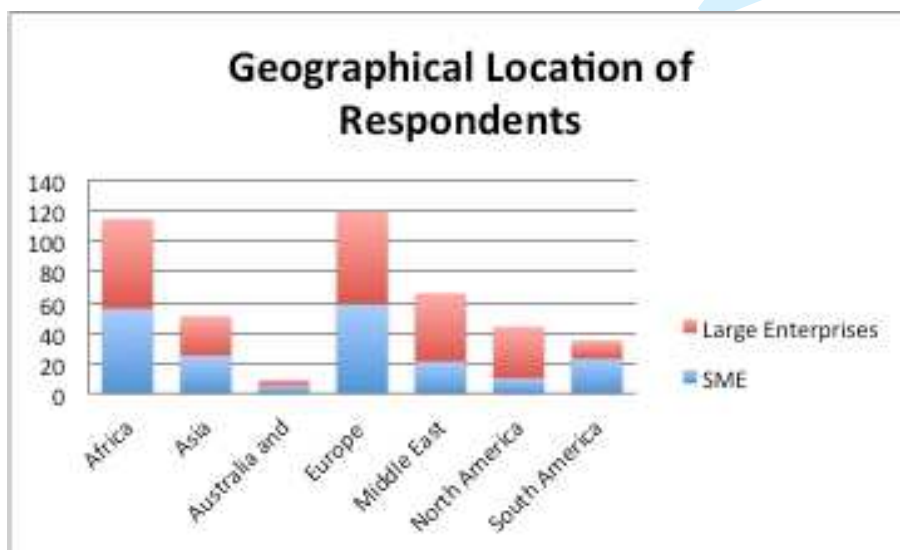 Geographical Location of
Respondents
140
120
100
80
60
40
20
0
Africa
Asia
Australia and
Europe
Middle East
North America
South America
Large Enterprises
SME